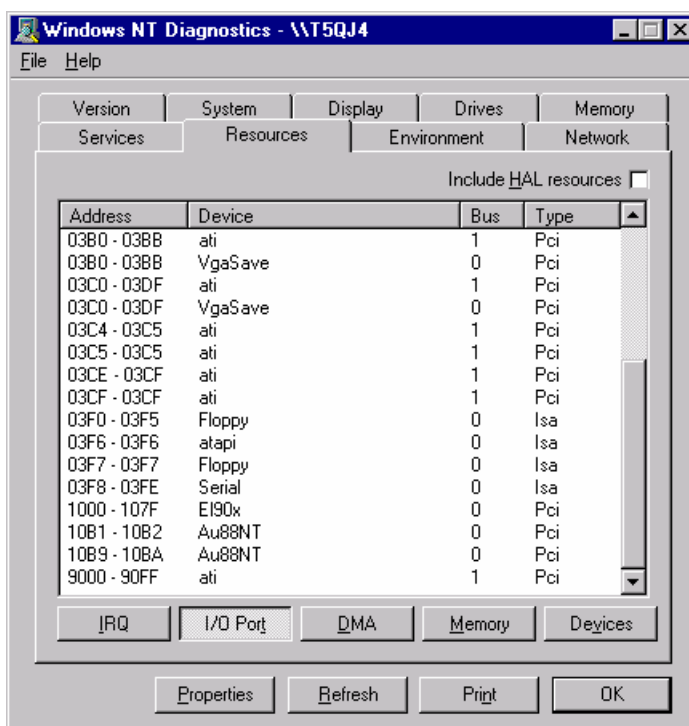 Windows NT Diagnostics - \\T5QJ4
File Help
Version System Display Drives Memory
Services Resources Environment Network
Include HAL resources
Address Device Bus Type
03B0 - 03BB ati 1 Pci
03B0 - 03BB VgaSave 0 Pci
03C0 - 03DF ati 1 Pci
03C0 - 03DF VgaSave 0 Pci
03C4 - 03C5 ati 1 Pci
03C5 - 03C5 ati 1 Pci
03CE - 03CF ati 1 Pci
03CF - 03CF ati 1 Pci
03F0 - 03F5 Floppy 0 Isa
03F6 - 03F6 atapi 0 Isa
03F7 - 03F7 Floppy 0 Isa
03F8 - 03FE Serial 0 Isa
1000 - 107F El90x 0 Pci
10B1 - 10B2 Au88NT 0 Pci
10B9 - 10BA Au88NT 0 Pci
9000 - 90FF ati 1 Pci
IRQ I/O Port DMA Memory Devices
Properties Refresh Print OK